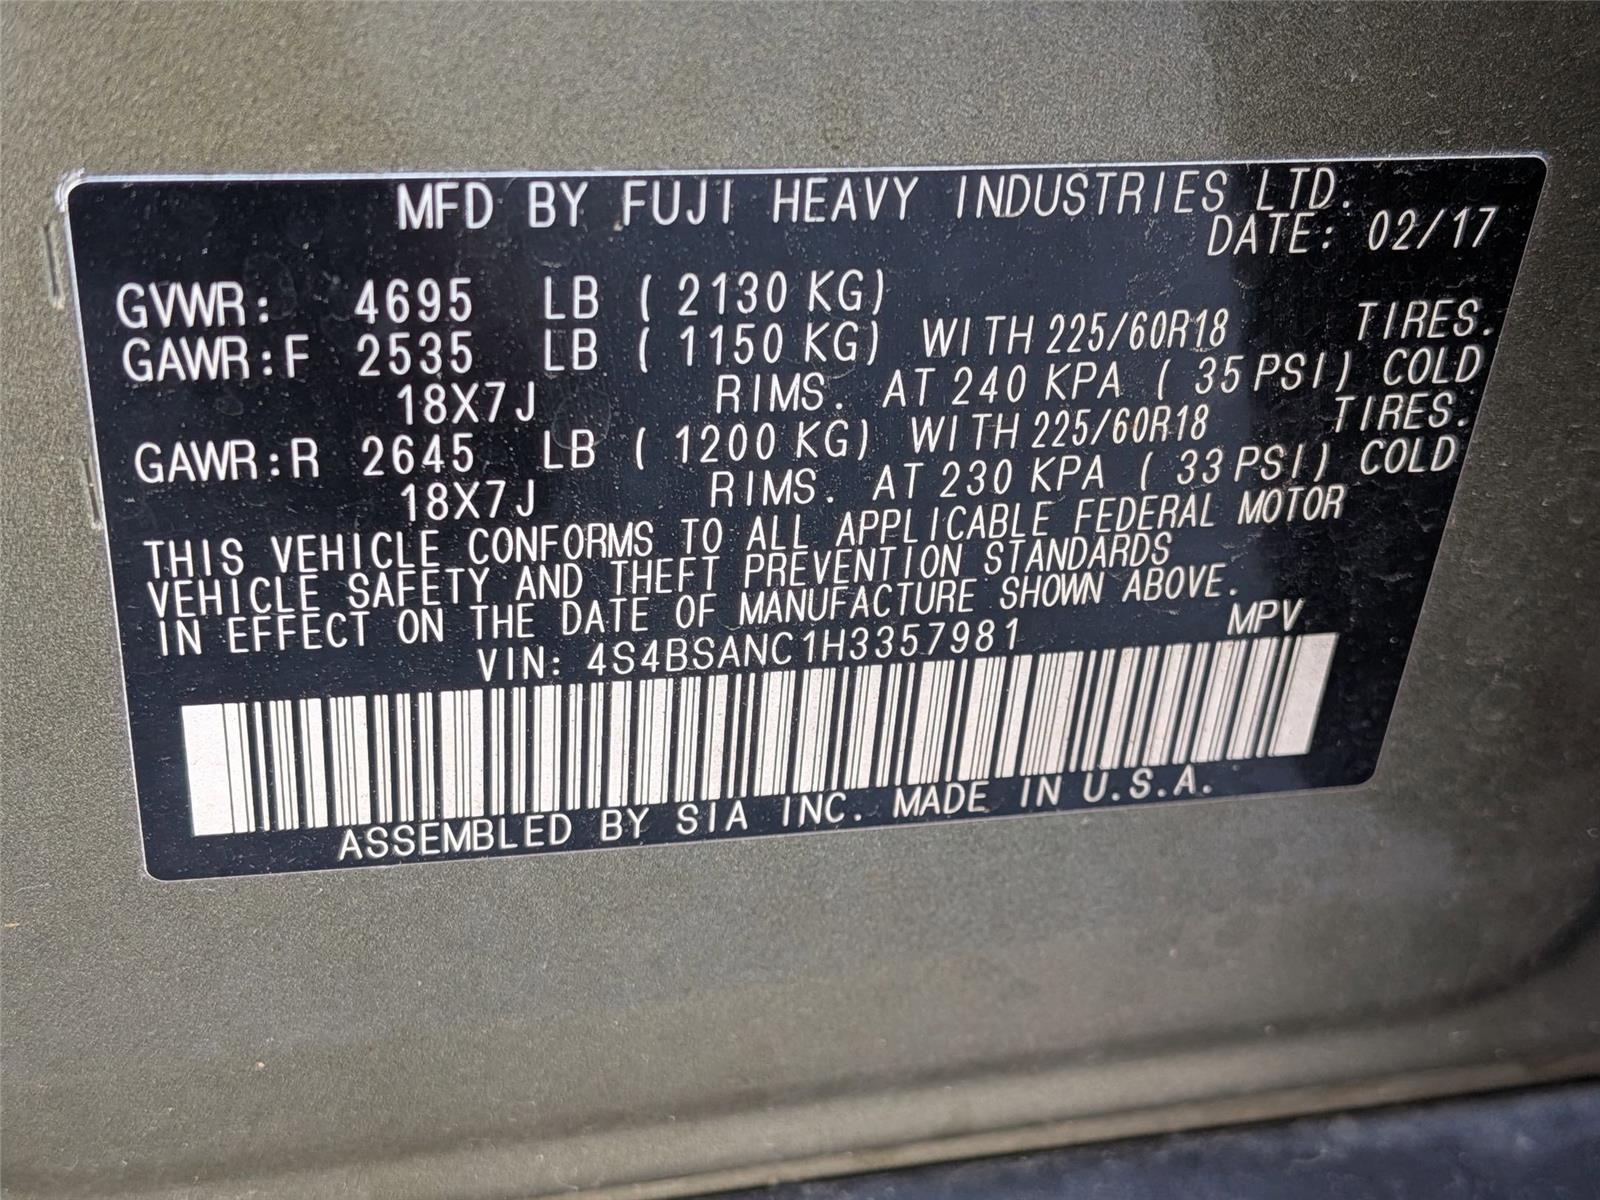 MFD BY FUJI HEAVY INDUSTRIES LTD.
DATE: 02/17
GVWR: 4695 LB ( 2130 KG)
GAWR:F 2535 LB ( 1150 KG) WITH 225/60R18 TIRES.
18X7J RIMS. AT 240 KPA ( 35 PSI) COLD
GAWR:R 2645 LB ( 1200 KG) WITH 225/60R18 TIRES.
18X7J RIMS. AT 230 KPA ( 33 PSI) COLD
THIS VEHICLE CONFORMS TO ALL APPLICABLE FEDERAL MOTOR
VEHICLE SAFETY AND THEFT PREVENTION STANDARDS
IN EFFECT ON THE DATE OF MANUFACTURE SHOWN ABOVE.
VIN: 4S4BSANC1H3357981 MPV
ASSEMBLED BY SIA INC. MADE IN U.S.A.